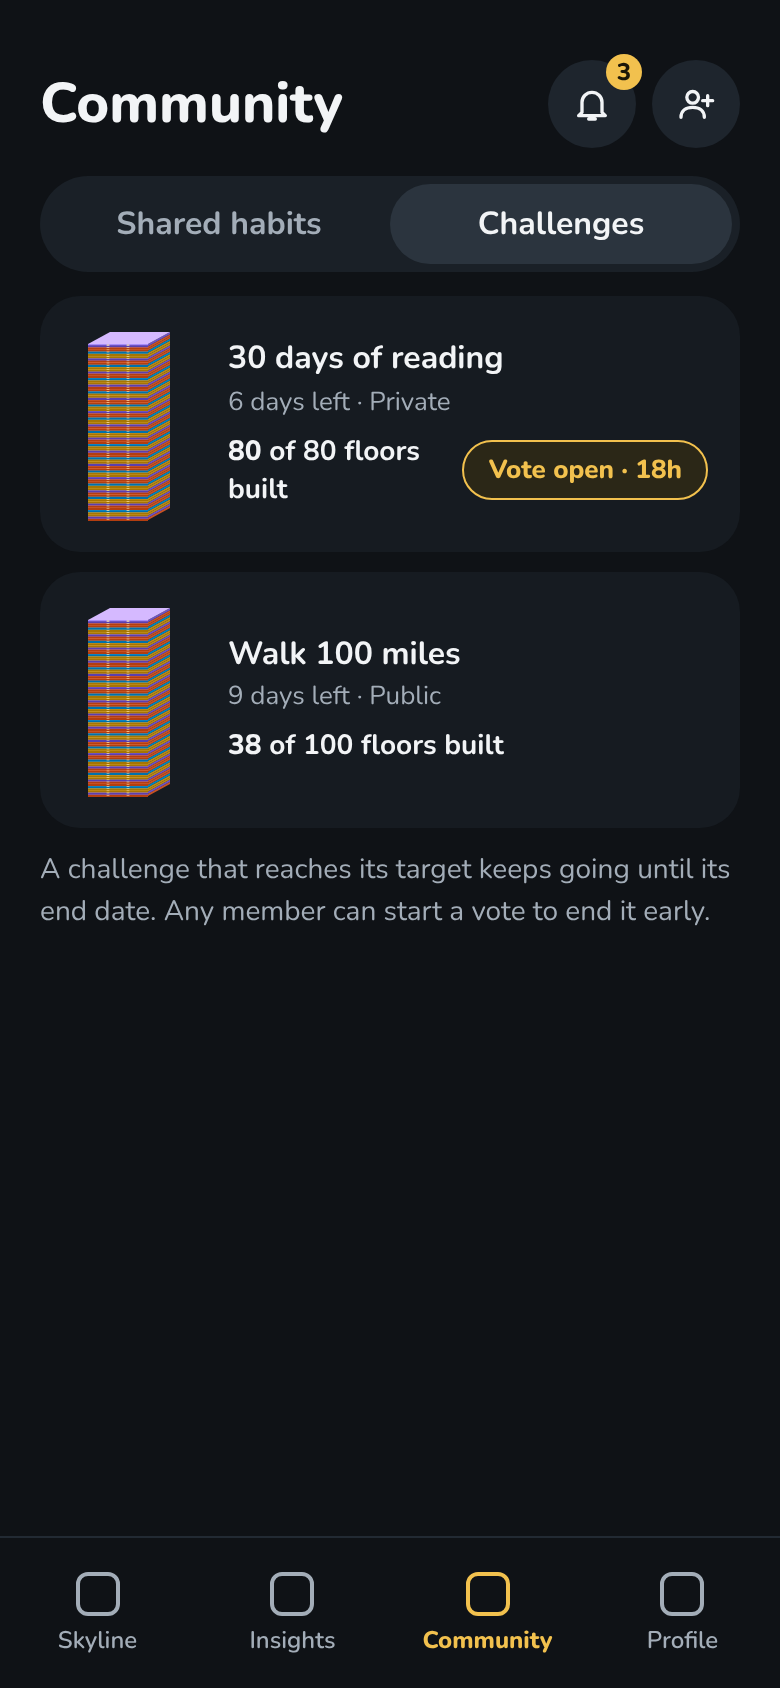 Community
3
Shared habits
Challenges
30 days of reading
6 days left · Private
80 of 80 floors
built
Vote open · 18h
Walk 100 miles
9 days left · Public
38 of 100 floors built
A challenge that reaches its target keeps going until its
end date. Any member can start a vote to end it early.
Skyline
Insights
Community
Profile